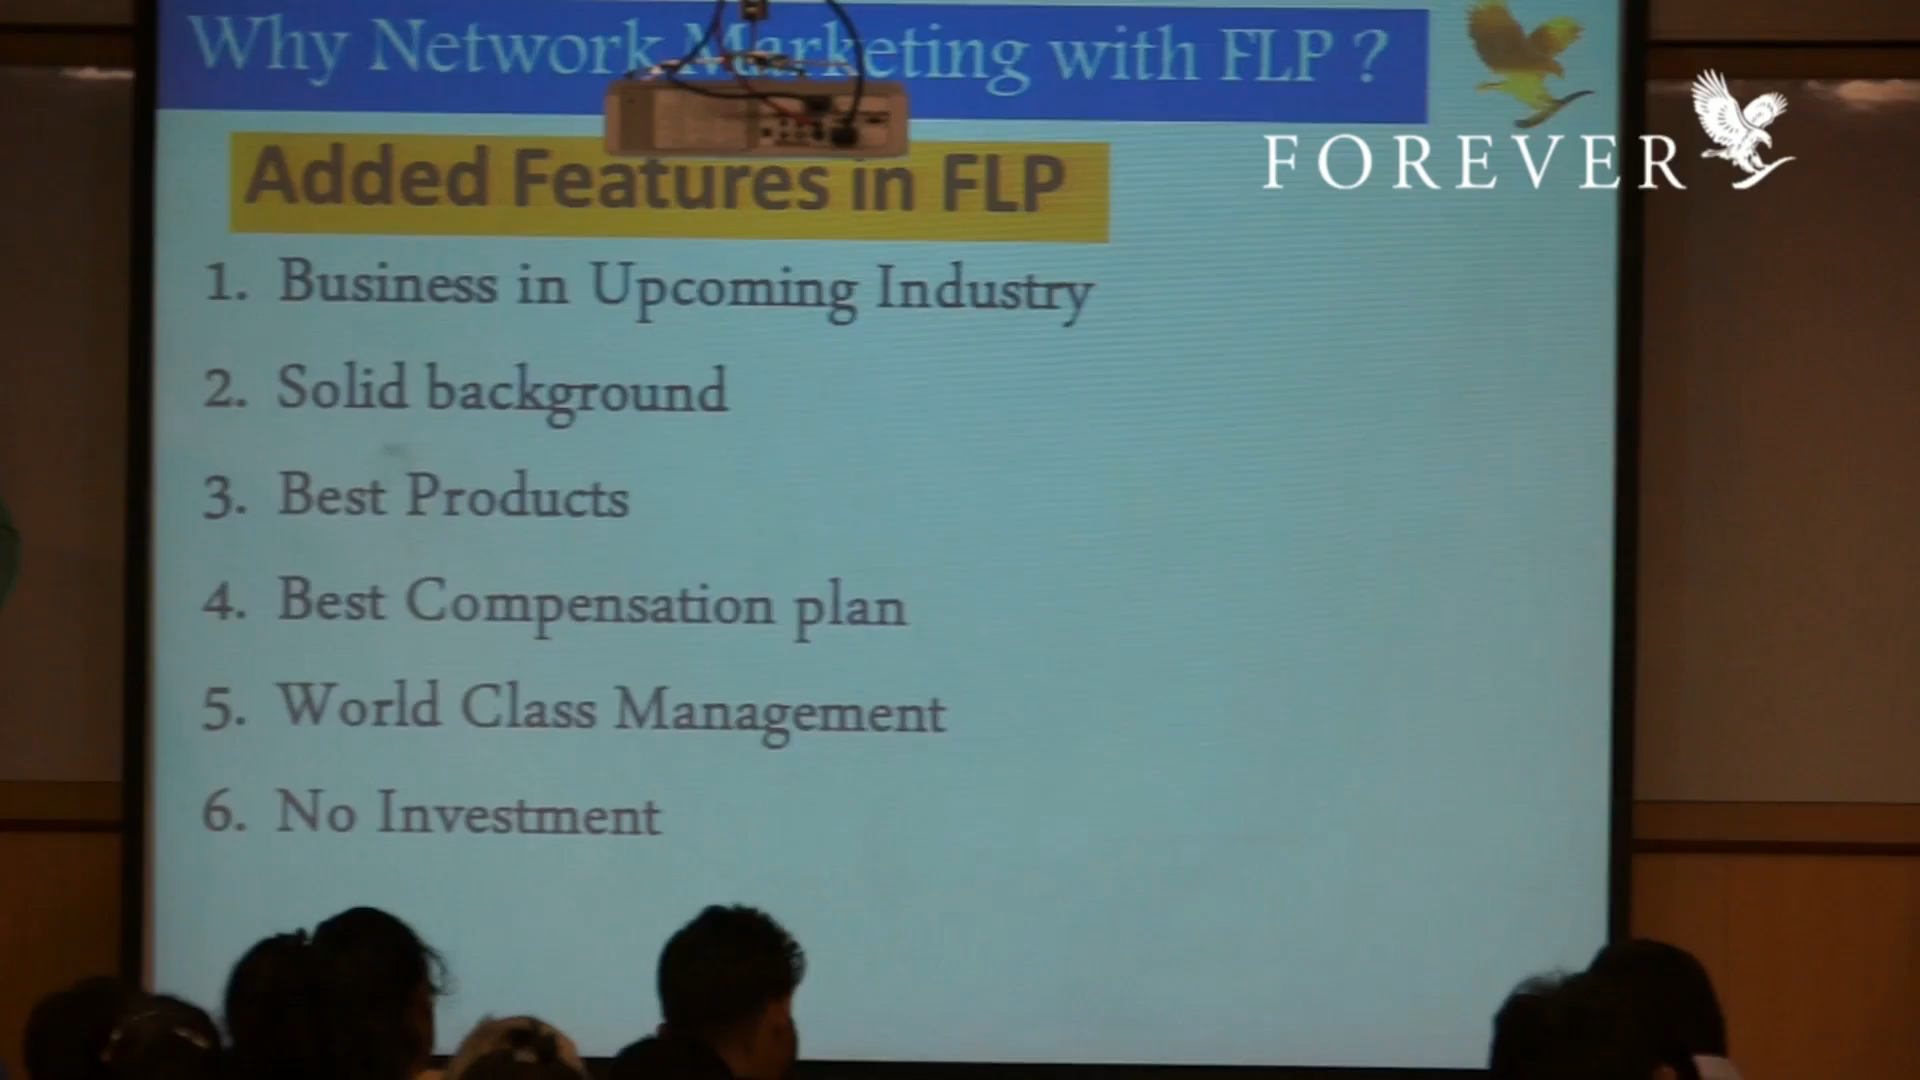 Why Network Marketing with FLP ?
FOREVER
Added Features in FLP
1. Business in Upcoming Industry
2. Solid background
3. Best Products
4. Best Compensation plan
5. World Class Management
6. No Investment